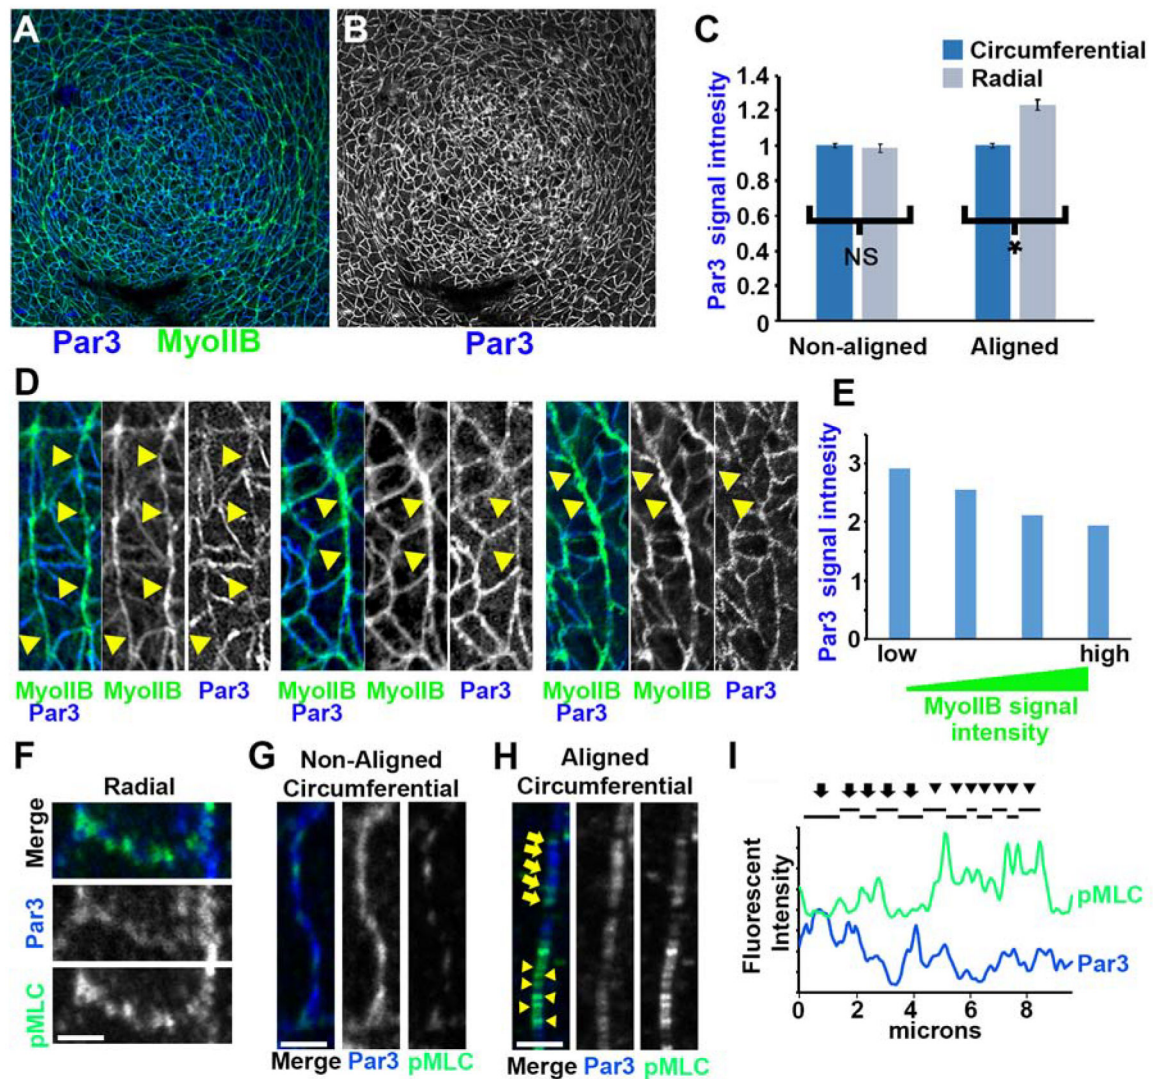 A
B
Par3 MyoIIB
Par3
C
Circumferential
Radial
Par3 signal intnesity
1.4
1.2
1
0.8
0.6
0.4
0.2
0
NS
*
Non-aligned Aligned
D
MyoIIB MyoIIB Par3
Par3
MyoIIB MyoIIB Par3
Par3
MyoIIB MyoIIB Par3
Par3
E
Par3 signal intnesity
3
2
1
0
low high
MyoIIB signal
intensity
F
Radial
Merge
Par3
pMLC
G
Non-Aligned
Circumferential
Merge Par3 pMLC
H
Aligned
Circumferential
Merge Par3 pMLC
I
Fluorescent
Intensity
pMLC
Par3
0 2 4 6 8
microns